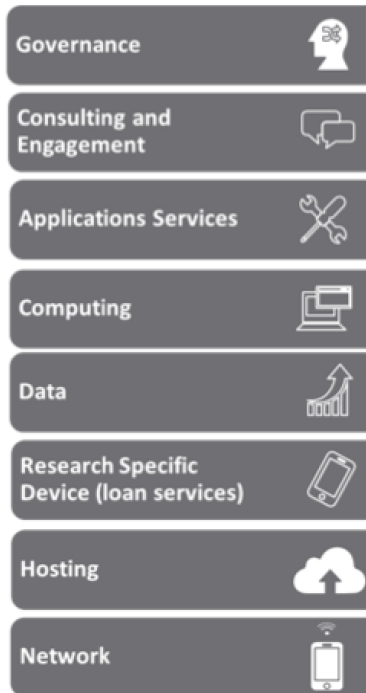 Governance
Consulting and
Engagement
Applications Services
Computing
Data
Research Specific
Device (loan services)
Hosting
Network